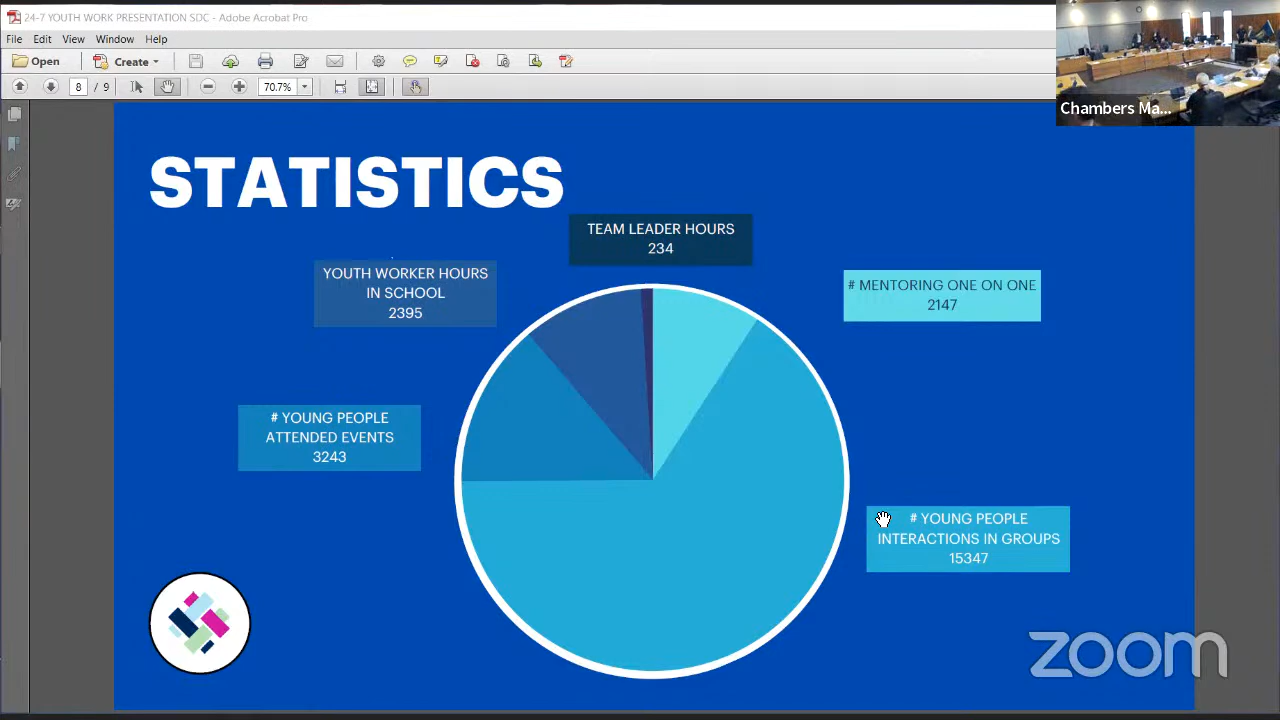 24-7 YOUTH WORK PRESENTATION SDC - Adobe Acrobat Pro
File Edit View Window Help
Open Create
8 / 9 70.7%
Chambers Ma...
STATISTICS
TEAM LEADER HOURS
234
YOUTH WORKER HOURS
IN SCHOOL
2395
# MENTORING ONE ON ONE
2147
# YOUNG PEOPLE
ATTENDED EVENTS
3243
# YOUNG PEOPLE
INTERACTIONS IN GROUPS
15347
zoom